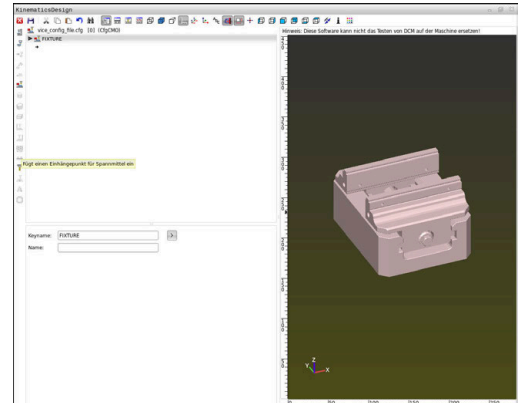 KinematicsDesign
vice_config_file.cfg [0] (CfgCMO)
FIXTURE
Fügt einen Einhängepunkt für Spannmittel ein
Keyname: FIXTURE
Name:
Hinweis: Diese Software kann nicht das Testen von DCM auf der Maschine ersetzen!
Z
Y
X